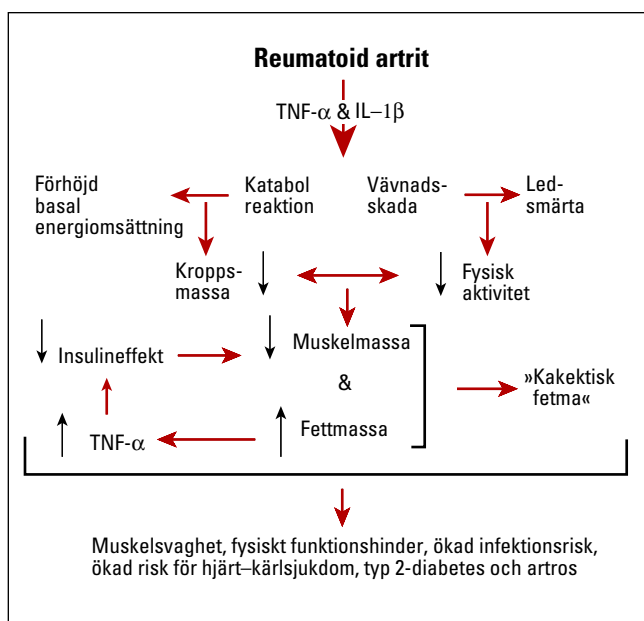 Reumatoid artrit
TNF-α & IL–1β
Förhöjd
basal
energiomsättning
Katabol
reaktion
Vävnads-
skada
Led-
smärta
Kropps-
massa
Fysisk
aktivitet
Insulineffekt
Muskelmassa
&
Fettmassa
TNF-α
»Kakektisk
fetma«
Muskelsvaghet, fysiskt funktionshinder, ökad infektionsrisk,
ökad risk för hjärt–kärlsjukdom, typ 2-diabetes och artros